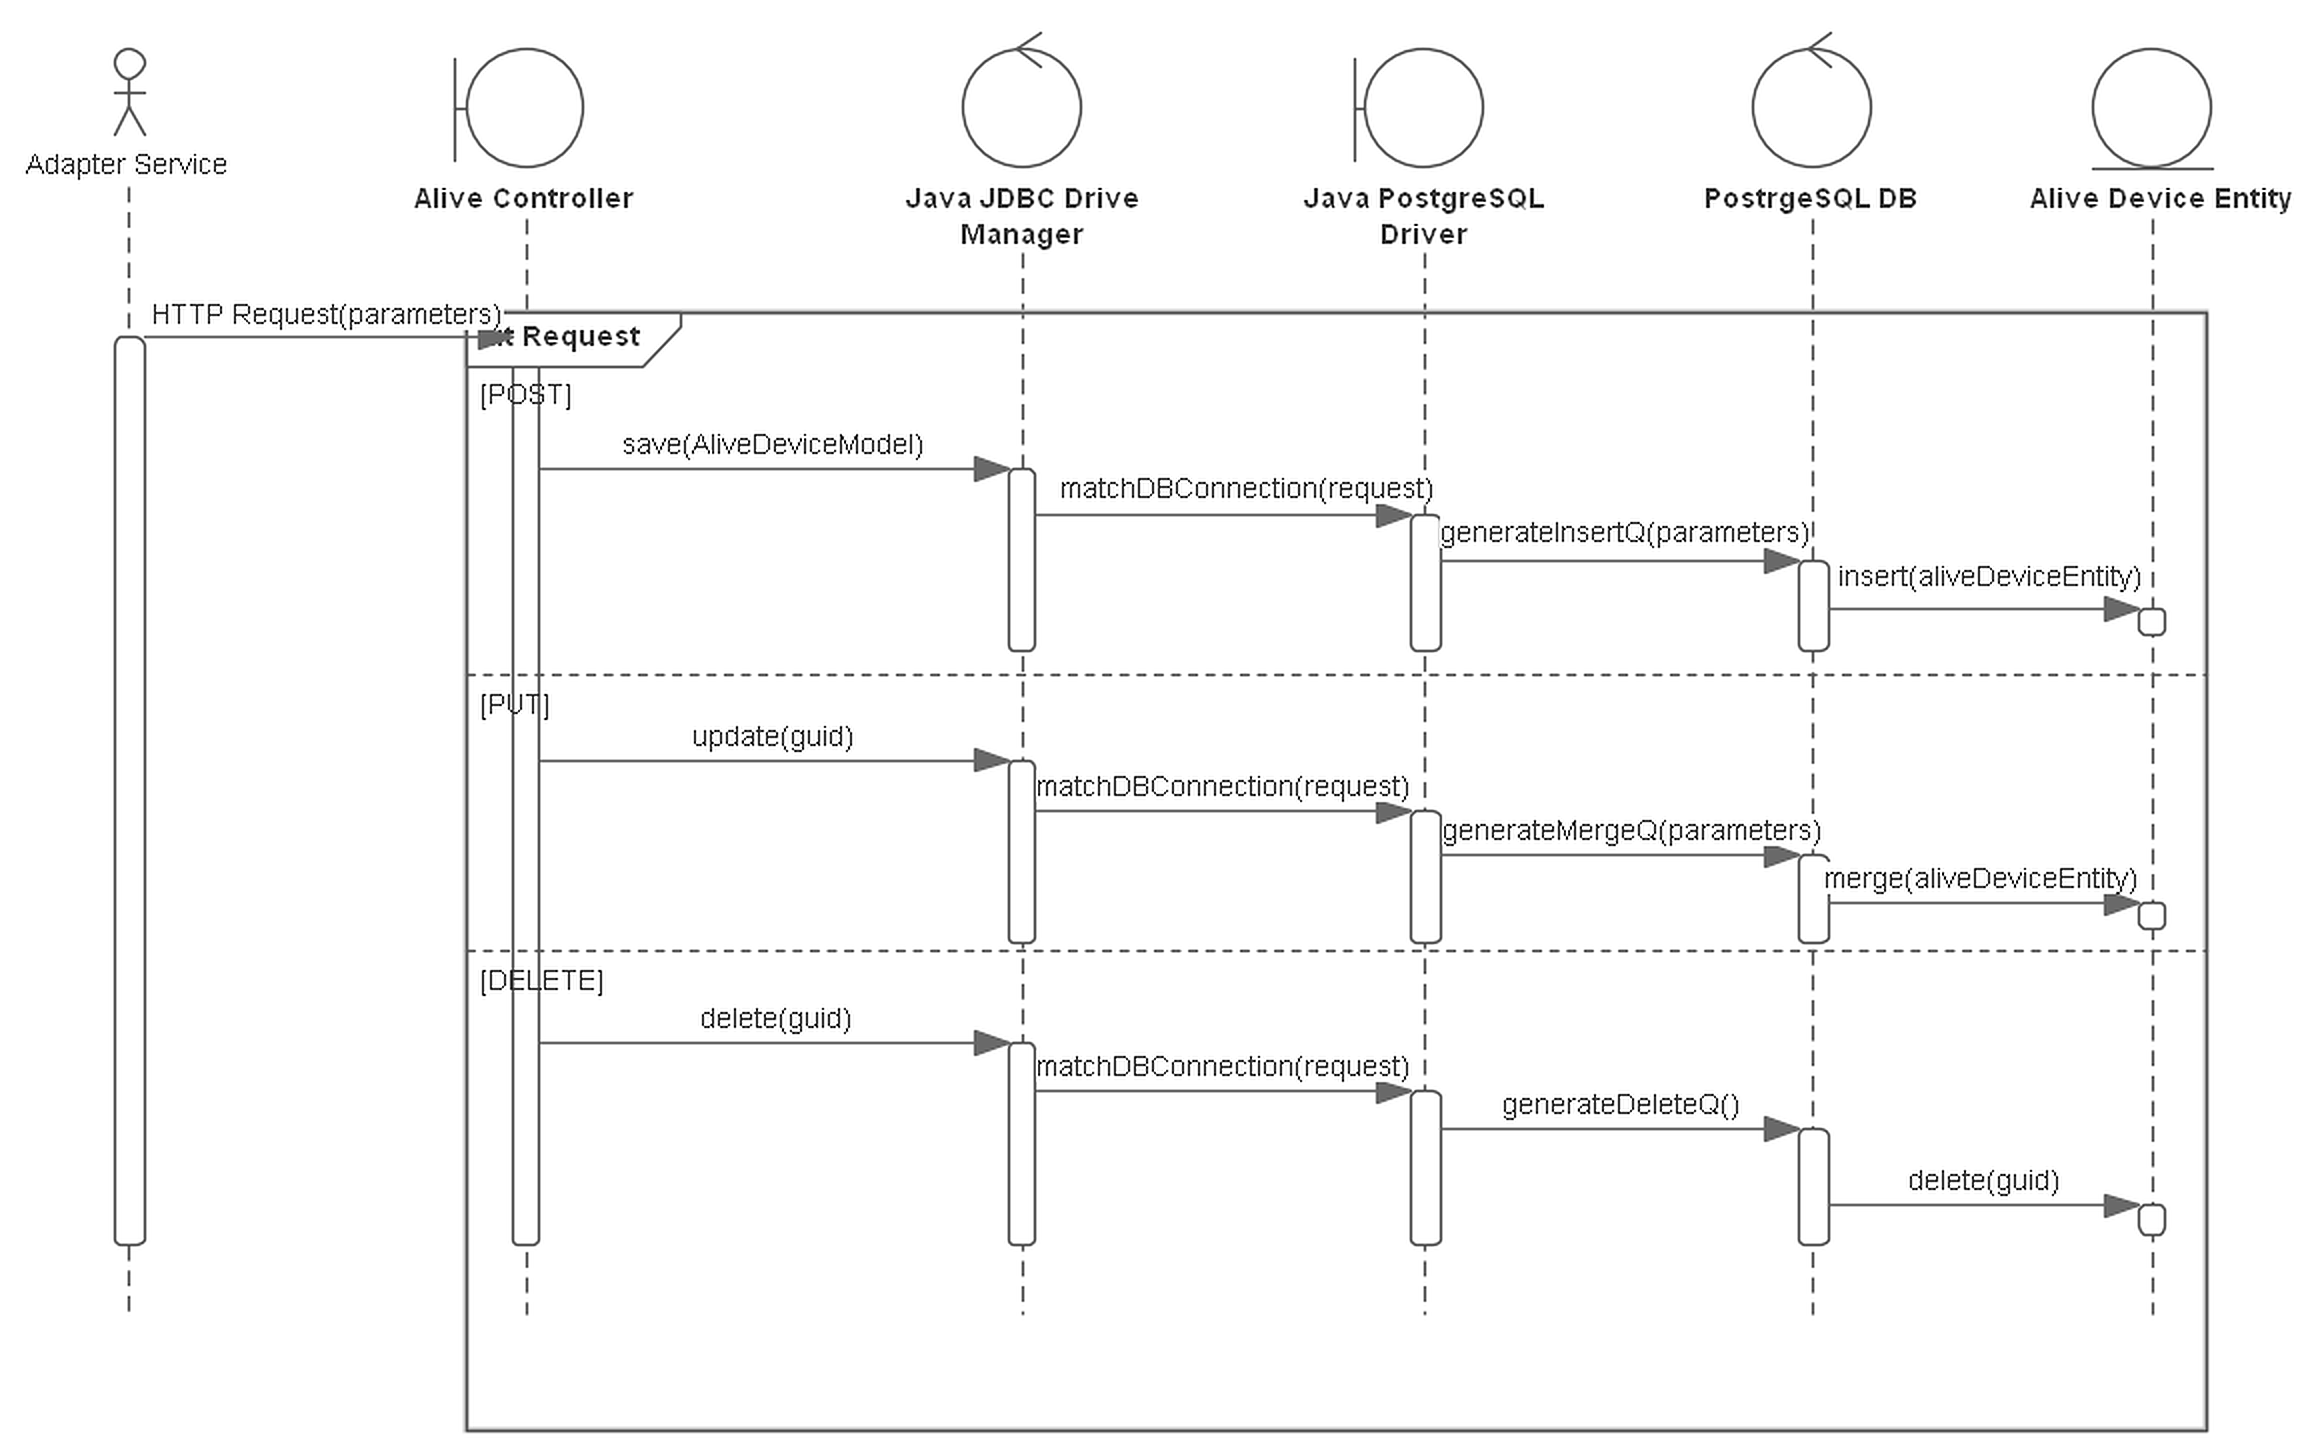 Adapter Service
Alive Controller
Java JDBC Drive
Manager
Java PostgreSQL
Driver
PostrgeSQL DB
Alive Device Entity
HTTP Request(parameters)
Request
[POST]
save(AliveDeviceModel)
matchDBConnection(request)
generateInsertQ(parameters)
insert(aliveDeviceEntity)
[PUT]
update(guid)
matchDBConnection(request)
generateMergeQ(parameters)
merge(aliveDeviceEntity)
[DELETE]
delete(guid)
matchDBConnection(request)
generateDeleteQ()
delete(guid)